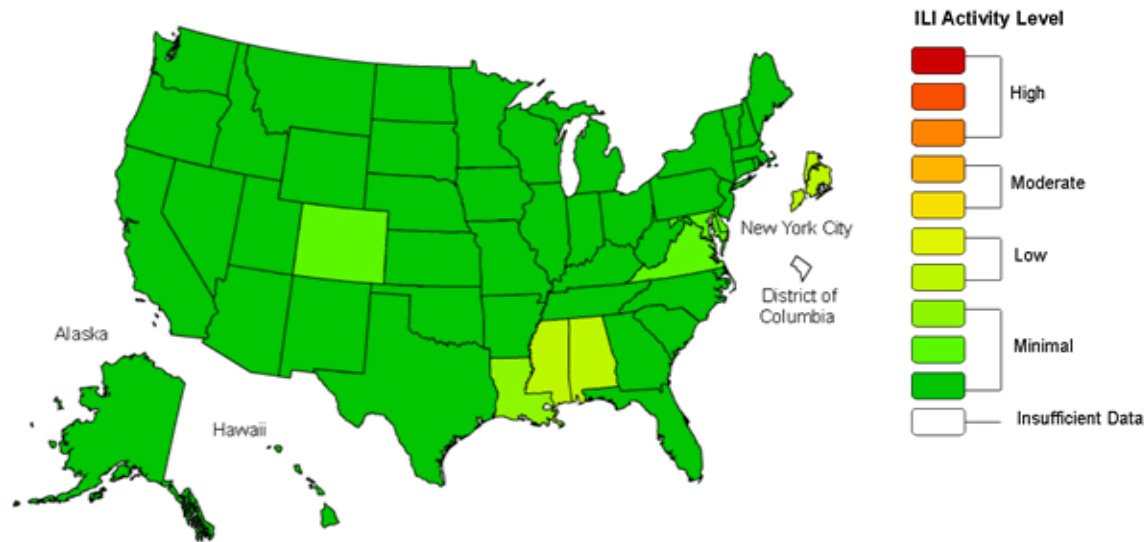 ILI Activity Level
High
Moderate
New York City
Low
District of
Columbia
Alaska
Minimal
Insufficient Data
Hawaii